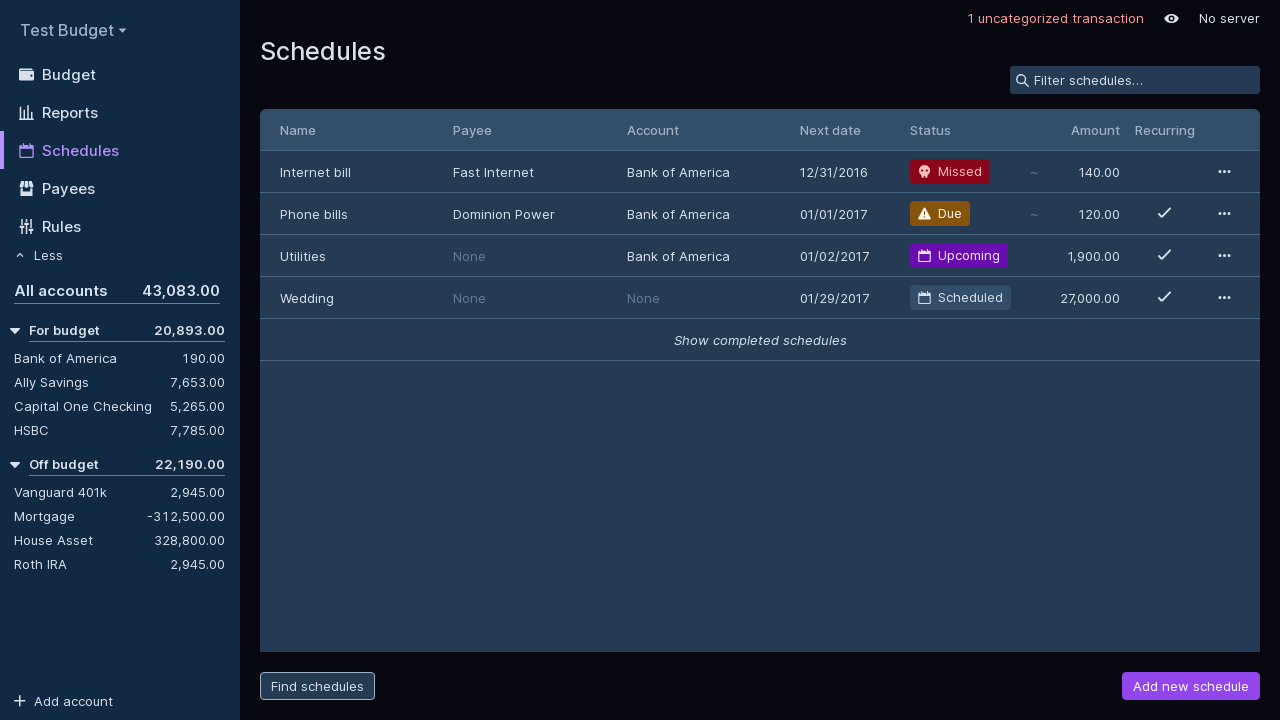 Test Budget
1 uncategorized transaction
No server
Schedules
Filter schedules…
Budget
Reports
Schedules
Payees
Rules
Less
All accounts 43,083.00
For budget 20,893.00
Bank of America 190.00
Ally Savings 7,653.00
Capital One Checking 5,265.00
HSBC 7,785.00
Off budget 22,190.00
Vanguard 401k 2,945.00
Mortgage -312,500.00
House Asset 328,800.00
Roth IRA 2,945.00
Add account
Name Payee Account Next date Status Amount Recurring
Internet bill Fast Internet Bank of America 12/31/2016 Missed ~ 140.00
Phone bills Dominion Power Bank of America 01/01/2017 Due ~ 120.00
Utilities None Bank of America 01/02/2017 Upcoming 1,900.00
Wedding None None 01/29/2017 Scheduled 27,000.00
Show completed schedules
Find schedules
Add new schedule